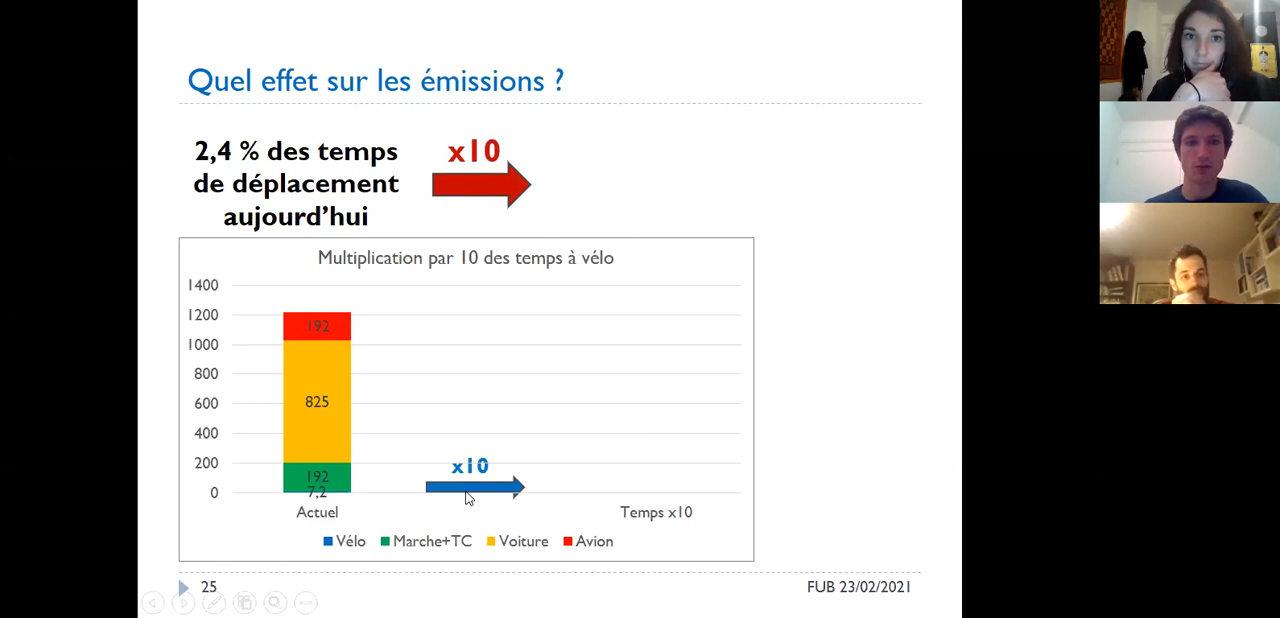 Quel effet sur les émissions ?
2,4 % des temps
de déplacement
aujourd’hui
x10
Multiplication par 10 des temps à vélo
1400
1200
1000
800
600
400
200
0
192
825
192
7,2
x10
Actuel
Temps x10
Vélo
Marche+TC
Voiture
Avion
25
FUB 23/02/2021